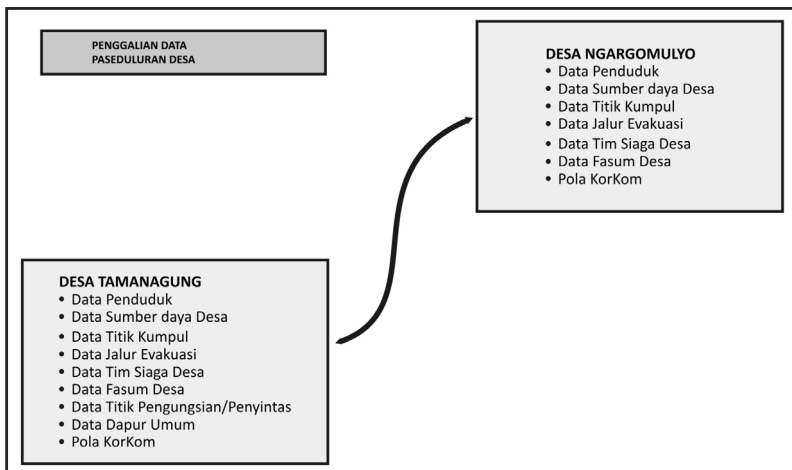 PENGGALIAN DATA
PASEDULURAN DESA
DESA NGARGOMULYO
• Data Penduduk
• Data Sumber daya Desa
• Data Titik Kumpul
• Data Jalur Evakuasi
• Data Tim Siaga Desa
• Data Fasum Desa
• Pola KorKom
DESA TAMANAGUNG
• Data Penduduk
• Data Sumber daya Desa
• Data Titik Kumpul
• Data Jalur Evakuasi
• Data Tim Siaga Desa
• Data Fasum Desa
• Data Titik Pengungsian/Penyintas
• Data Dapur Umum
• Pola KorKom